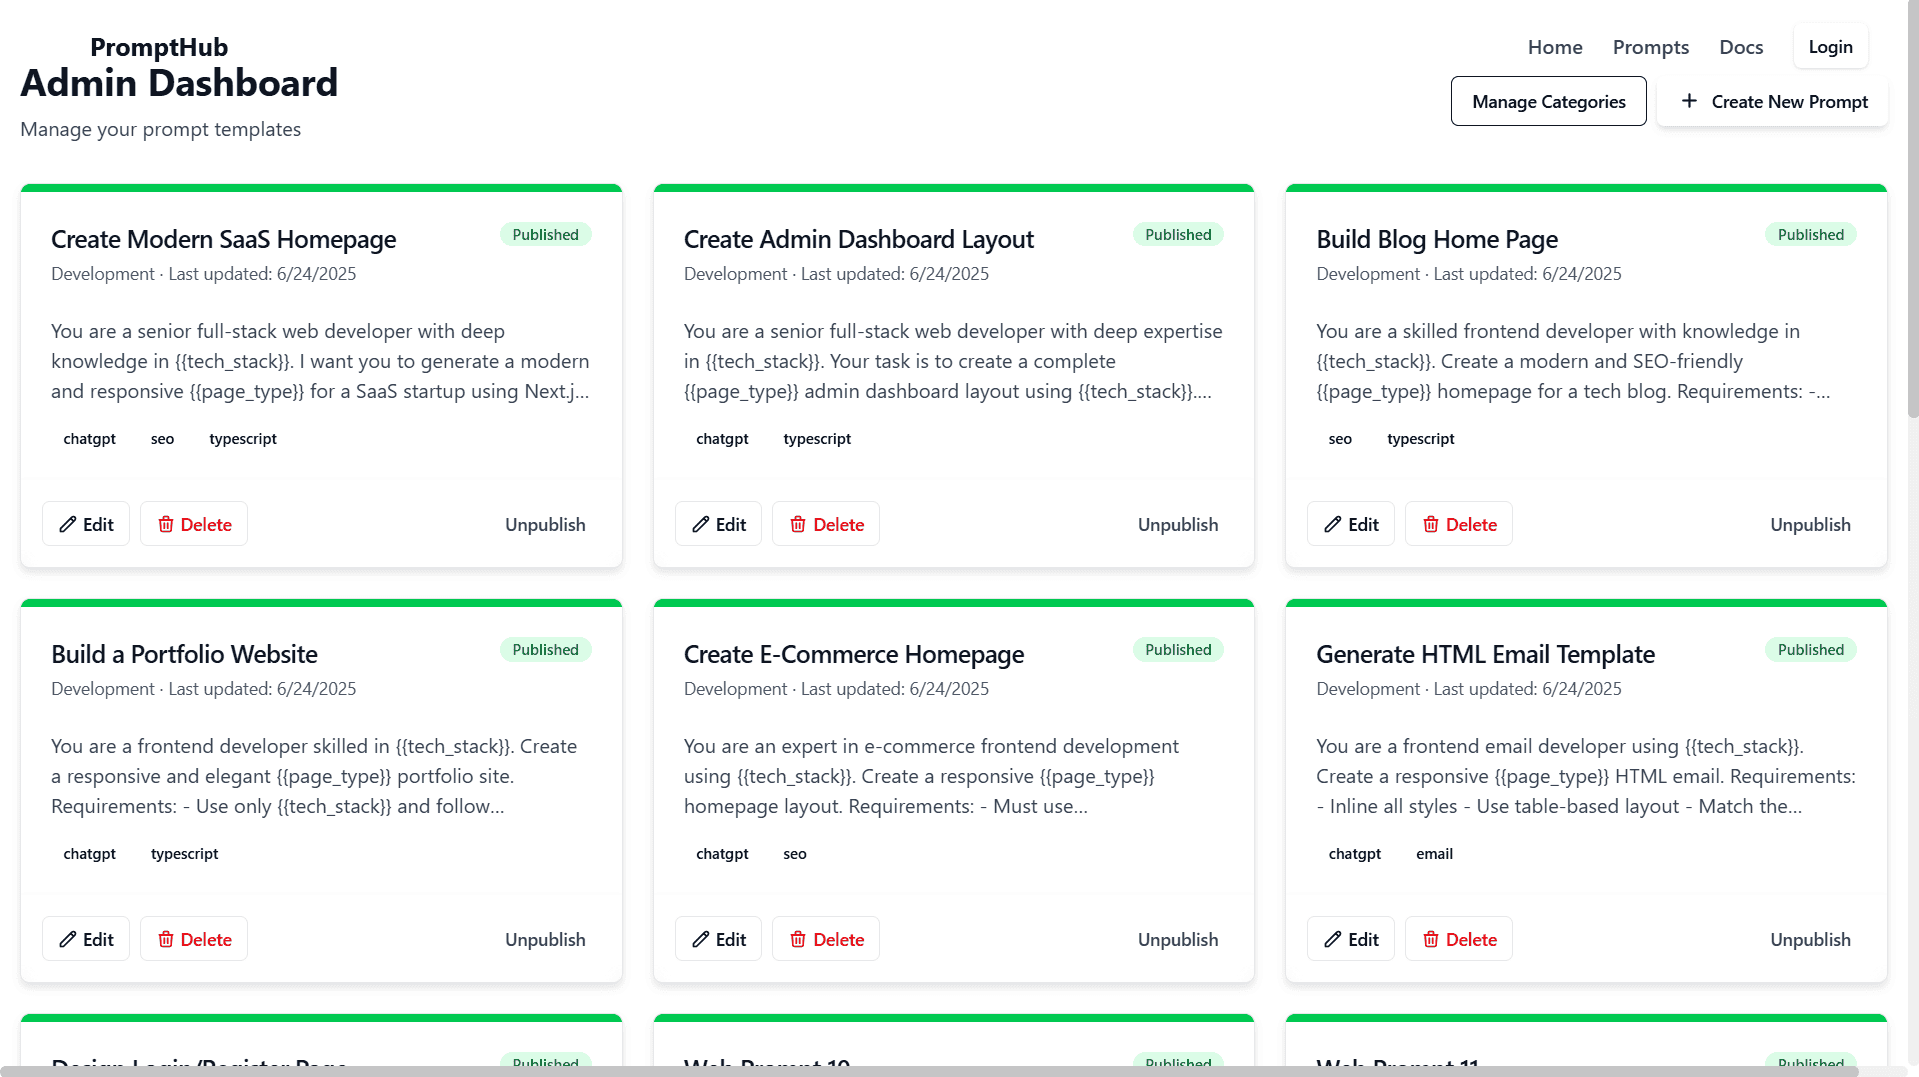 PromptHub
Home
Prompts
Docs
Login
Admin Dashboard
Manage your prompt templates
Manage Categories
Create New Prompt
Create Modern SaaS Homepage
Published
Development · Last updated: 6/24/2025
You are a senior full-stack web developer with deep
knowledge in {{tech_stack}}. I want you to generate a modern
and responsive {{page_type}} for a SaaS startup using Next.j...
chatgpt
seo
typescript
Edit
Delete
Unpublish
Create Admin Dashboard Layout
Published
Development · Last updated: 6/24/2025
You are a senior full-stack web developer with deep expertise
in {{tech_stack}}. Your task is to create a complete
{{page_type}} admin dashboard layout using {{tech_stack}}....
chatgpt
typescript
Edit
Delete
Unpublish
Build Blog Home Page
Published
Development · Last updated: 6/24/2025
You are a skilled frontend developer with knowledge in
{{tech_stack}}. Create a modern and SEO-friendly
{{page_type}} homepage for a tech blog. Requirements: -...
seo
typescript
Edit
Delete
Unpublish
Build a Portfolio Website
Published
Development · Last updated: 6/24/2025
You are a frontend developer skilled in {{tech_stack}}. Create
a responsive and elegant {{page_type}} portfolio site.
Requirements: - Use only {{tech_stack}} and follow...
chatgpt
typescript
Edit
Delete
Unpublish
Create E-Commerce Homepage
Published
Development · Last updated: 6/24/2025
You are an expert in e-commerce frontend development
using {{tech_stack}}. Create a responsive {{page_type}}
homepage layout. Requirements: - Must use...
chatgpt
seo
Edit
Delete
Unpublish
Generate HTML Email Template
Published
Development · Last updated: 6/24/2025
You are a frontend email developer using {{tech_stack}}.
Create a responsive {{page_type}} HTML email. Requirements:
- Inline all styles - Use table-based layout - Match the...
chatgpt
email
Edit
Delete
Unpublish
Design Login/Register Page
Published
Web Prompt 10
Published
Web Prompt 11
Published